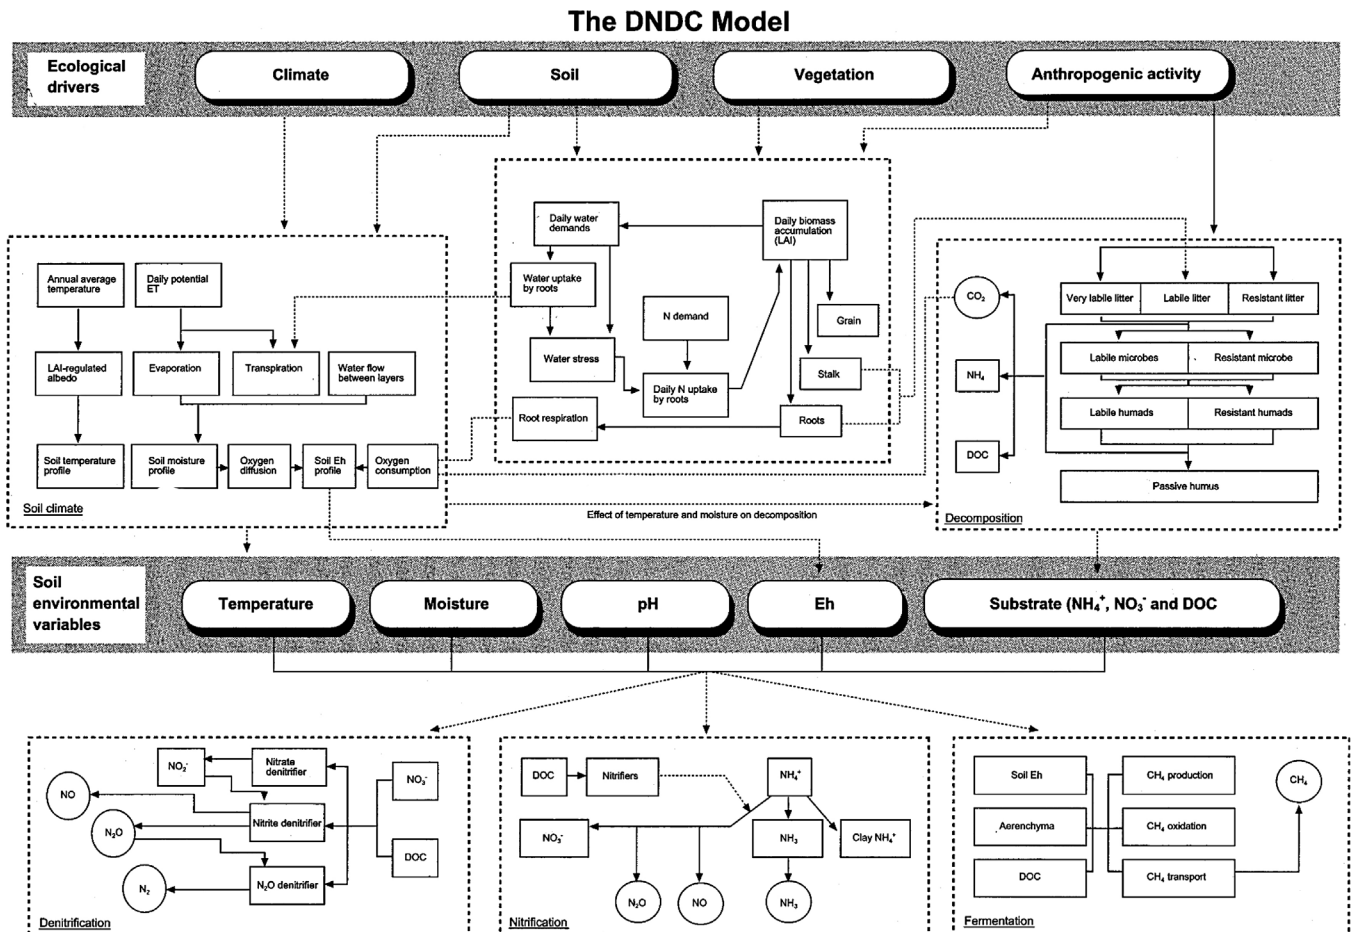 The DNDC Model
Ecological
drivers
Climate
Soil
Vegetation
Anthropogenic activity
Annual average
temperature
Daily potential
ET
LAI-regulated
albedo
Evaporation
Transpiration
Water flow
between layers
Soil temperature
profile
Soil moisture
profile
Oxygen
diffusion
Soil Eh
profile
Oxygen
consumption
Soil climate
Daily water
demands
Daily biomass
accumulation
(LAI)
Water uptake
by roots
N demand
Grain
Water stress
Stalk
Daily N uptake
by roots
Root respiration
Roots
Effect of temperature and moisture on decomposition
CO₂
Very labile litter
Labile litter
Resistant litter
Labile microbes
Resistant microbe
NH₄
Labile humads
Resistant humads
DOC
Passive humus
Decomposition
Soil
environmental
variables
Temperature
Moisture
pH
Eh
Substrate (NH₄⁺, NO₃⁻ and DOC
NO₂⁻
Nitrate
denitrifier
NO₃⁻
NO
N₂O
Nitrite denitrifier
DOC
N₂
N₂O denitrifier
Denitrification
DOC
Nitrifiers
NH₄⁺
NO₃⁻
NH₃
Clay NH₄⁺
N₂O
NO
NH₃
Nitrification
Soil Eh
CH₄ production
CH₄
Aerenchyma
CH₄ oxidation
DOC
CH₄ transport
Fermentation